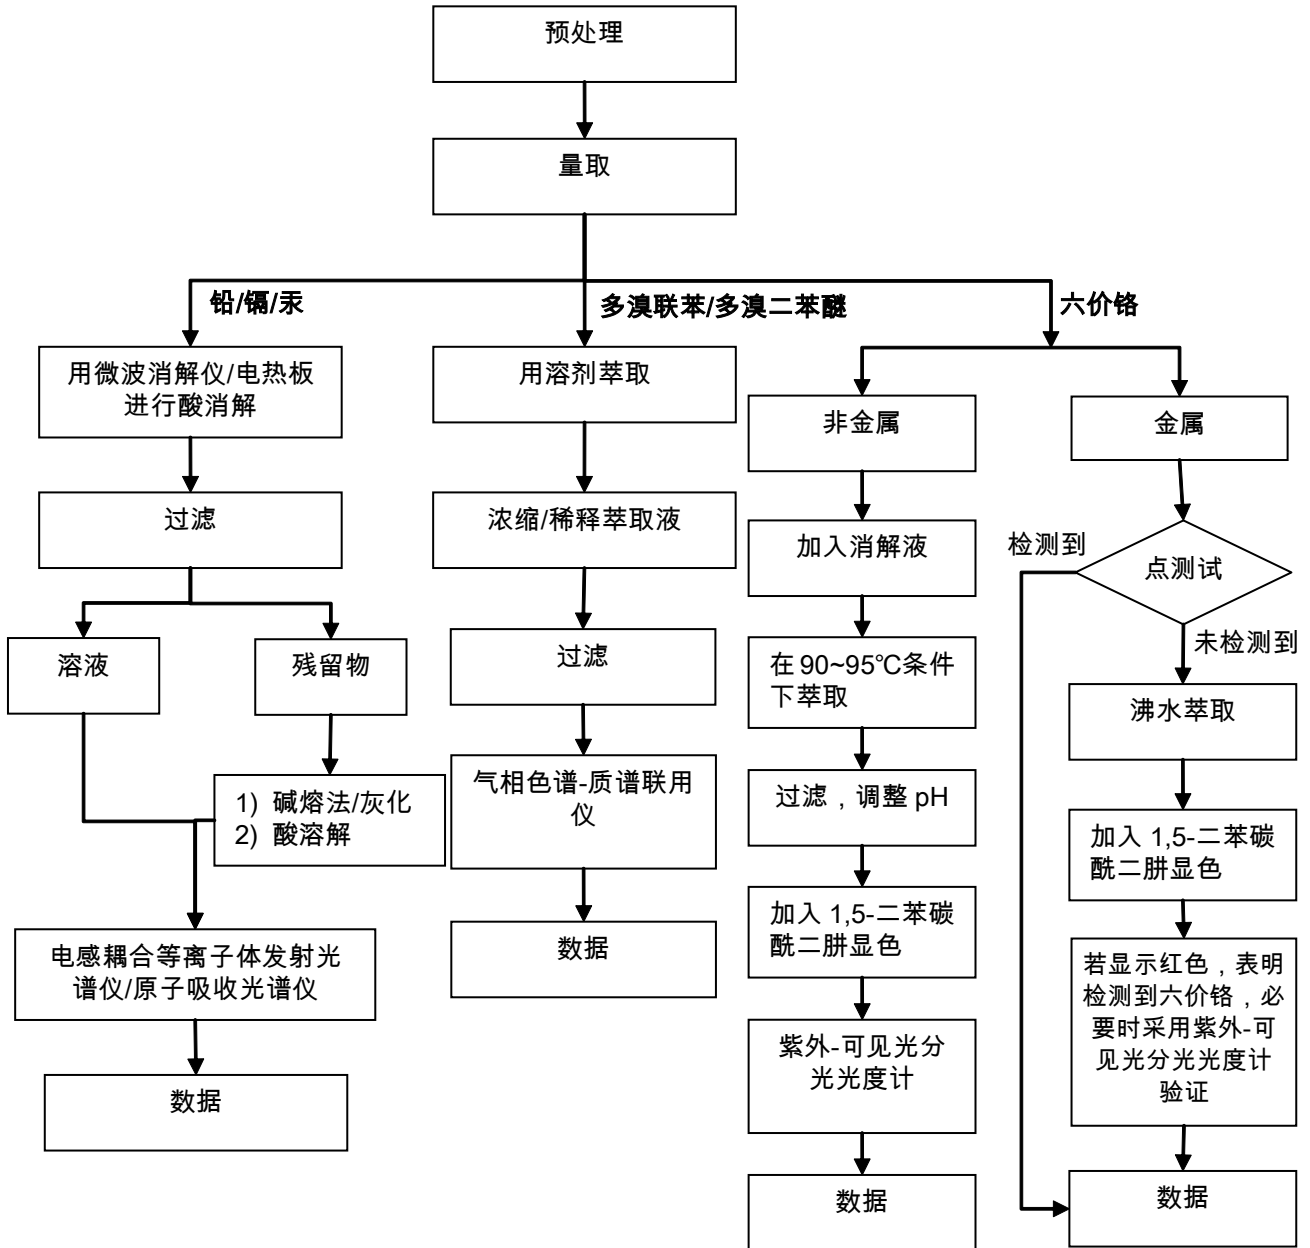 预处理
量取
铅/镉/汞
多溴联苯/多溴二苯醚
六价铬
用微波消解仪/电热板
进行酸消解
过滤
溶液
残留物
1) 碱熔法/灰化
2) 酸溶解
电感耦合等离子体发射光
谱仪/原子吸收光谱仪
数据
用溶剂萃取
浓缩/稀释萃取液
过滤
气相色谱-质谱联用
仪
数据
非金属
加入消解液
在 90~95℃条件
下萃取
过滤，调整 pH
加入 1,5-二苯碳
酰二肼显色
紫外-可见光分
光光度计
数据
金属
点测试
检测到
未检测到
沸水萃取
加入 1,5-二苯碳
酰二肼显色
若显示红色，表明
检测到六价铬，必
要时采用紫外-可
见光分光光度计
验证
数据